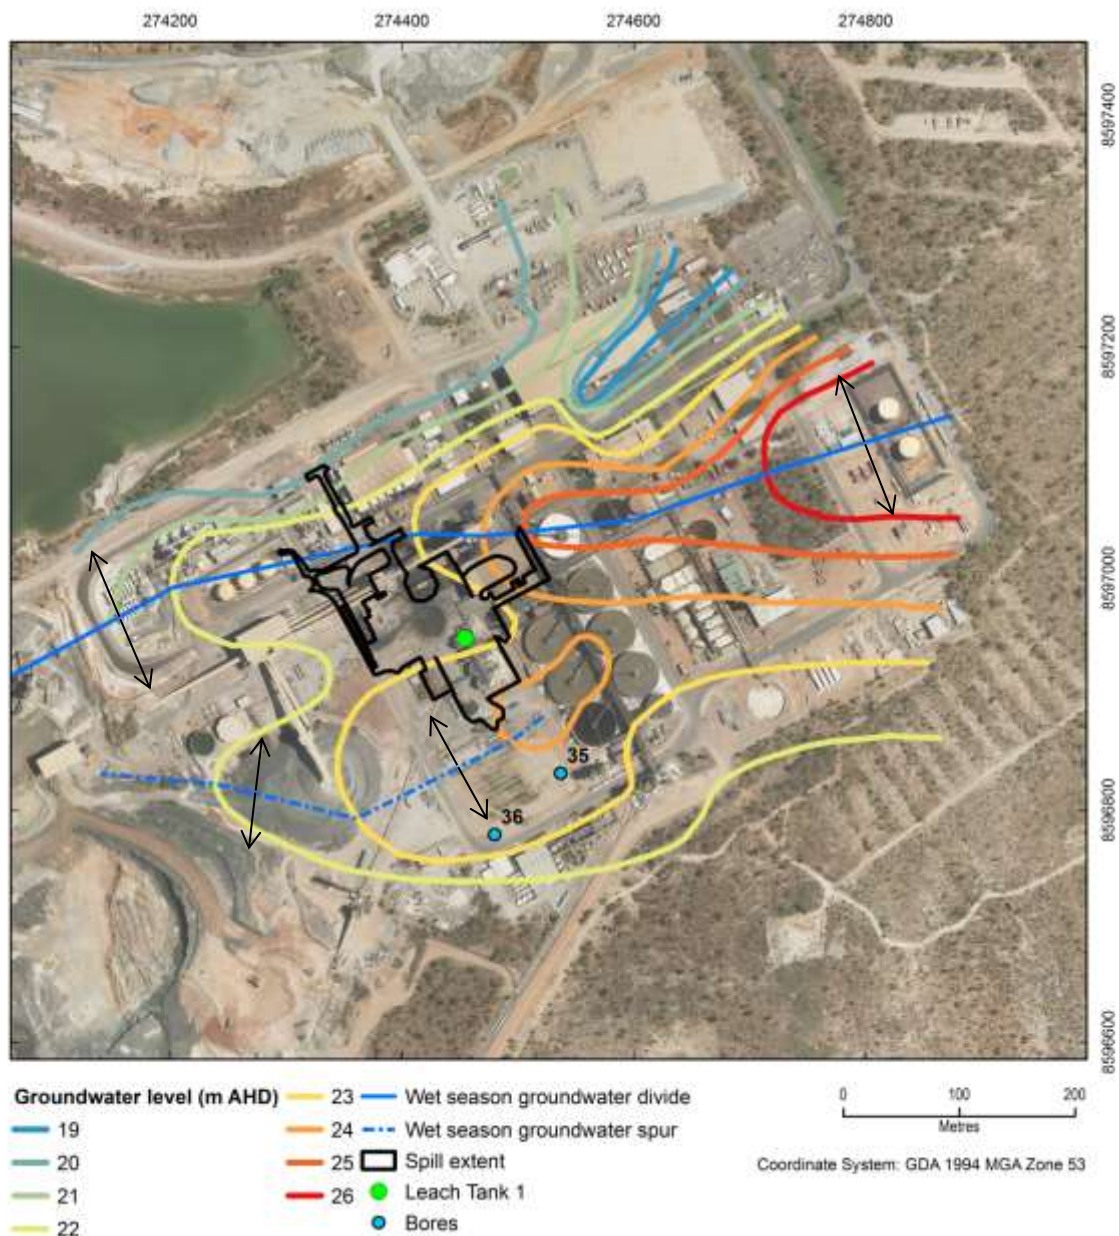 274200 274400 274600 274800
8597400
8597200
8597000
8596800
8596600
35
36
Groundwater level (m AHD)
19
20
21
22
23
24
25
26
Wet season groundwater divide
Wet season groundwater spur
Spill extent
Leach Tank 1
Bores
0 100 200
Metres
Coordinate System: GDA 1994 MGA Zone 53